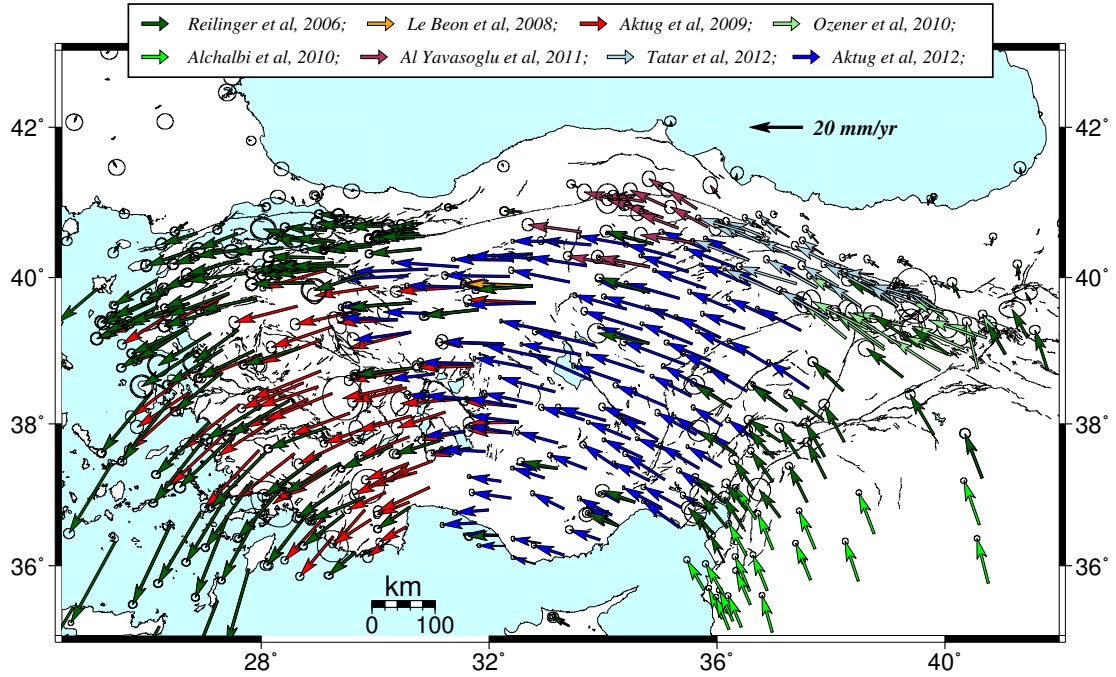 Reilinger et al, 2006; Le Beon et al, 2008; Aktug et al, 2009; Ozener et al, 2010;
Alchalbi et al, 2010; Al Yavasoglu et al, 2011; Tatar et al, 2012; Aktug et al, 2012;
42˚ 20 mm/yr 42˚
40˚ 40˚
38˚ 38˚
36˚ 36˚
km
0 100
28˚ 32˚ 36˚ 40˚